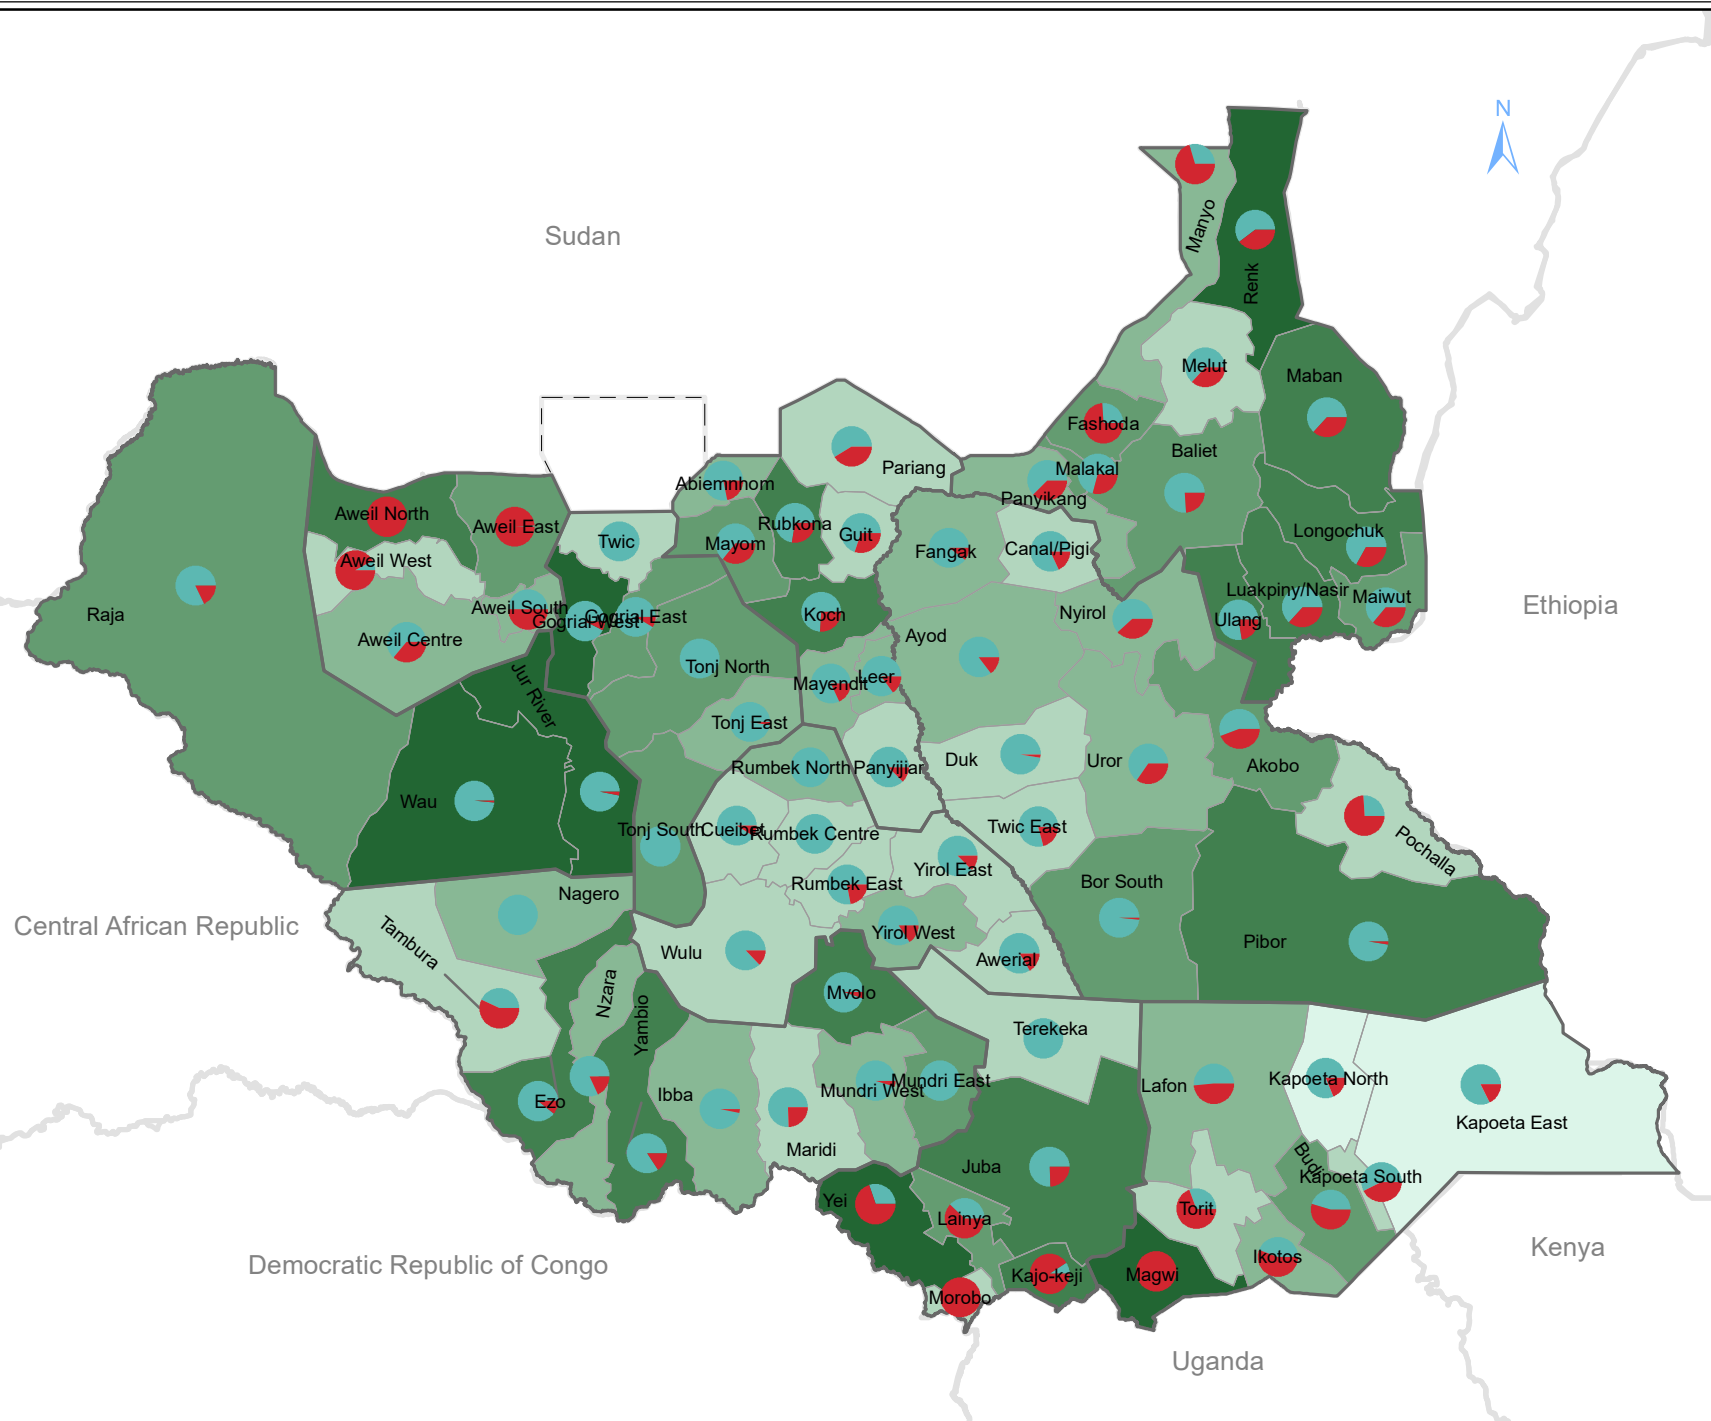 N
Sudan
Manyo
Renk
Melut
Maban
Fashoda
Baliet
Malakal
Pariang
Abiemnhom
Panyikang
Aweil North
Aweil East
Rubkona
Guit
Longochuk
Twic
Mayom
Fangak
Canal/Pigi
Aweil West
Luakpiny/Nasir
Maiwut
Ethiopia
Raja
Aweil South
Gogrial East
Gogrial West
Koch
Nyirol
Ulang
Aweil Centre
Ayod
Tonj North
Leer
Mayendit
Jur River
Tonj East
Rumbek North
Panyijiar
Duk
Uror
Akobo
Wau
Tonj South
Cueibet
Rumbek Centre
Twic East
Pochalla
Yirol East
Rumbek East
Bor South
Nagero
Central African Republic
Tambura
Yirol West
Pibor
Wulu
Awerial
Nzara
Mvolo
Yambio
Terekeka
Kapoeta North
Mundri East
Mundri West
Lafon
Ibba
Ezo
Kapoeta East
Maridi
Juba
Budi
Kapoeta South
Yei
Torit
Lainya
Kenya
Ikotos
Democratic Republic of Congo
Kajo-keji
Magwi
Morobo
Uganda